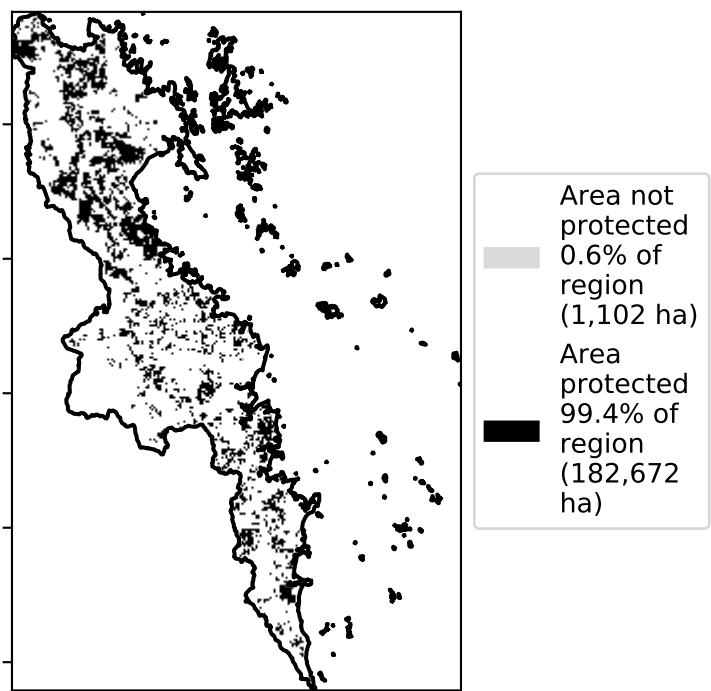 Area not
protected
0.6% of
region
(1,102 ha)
Area
protected
99.4% of
region
(182,672
ha)